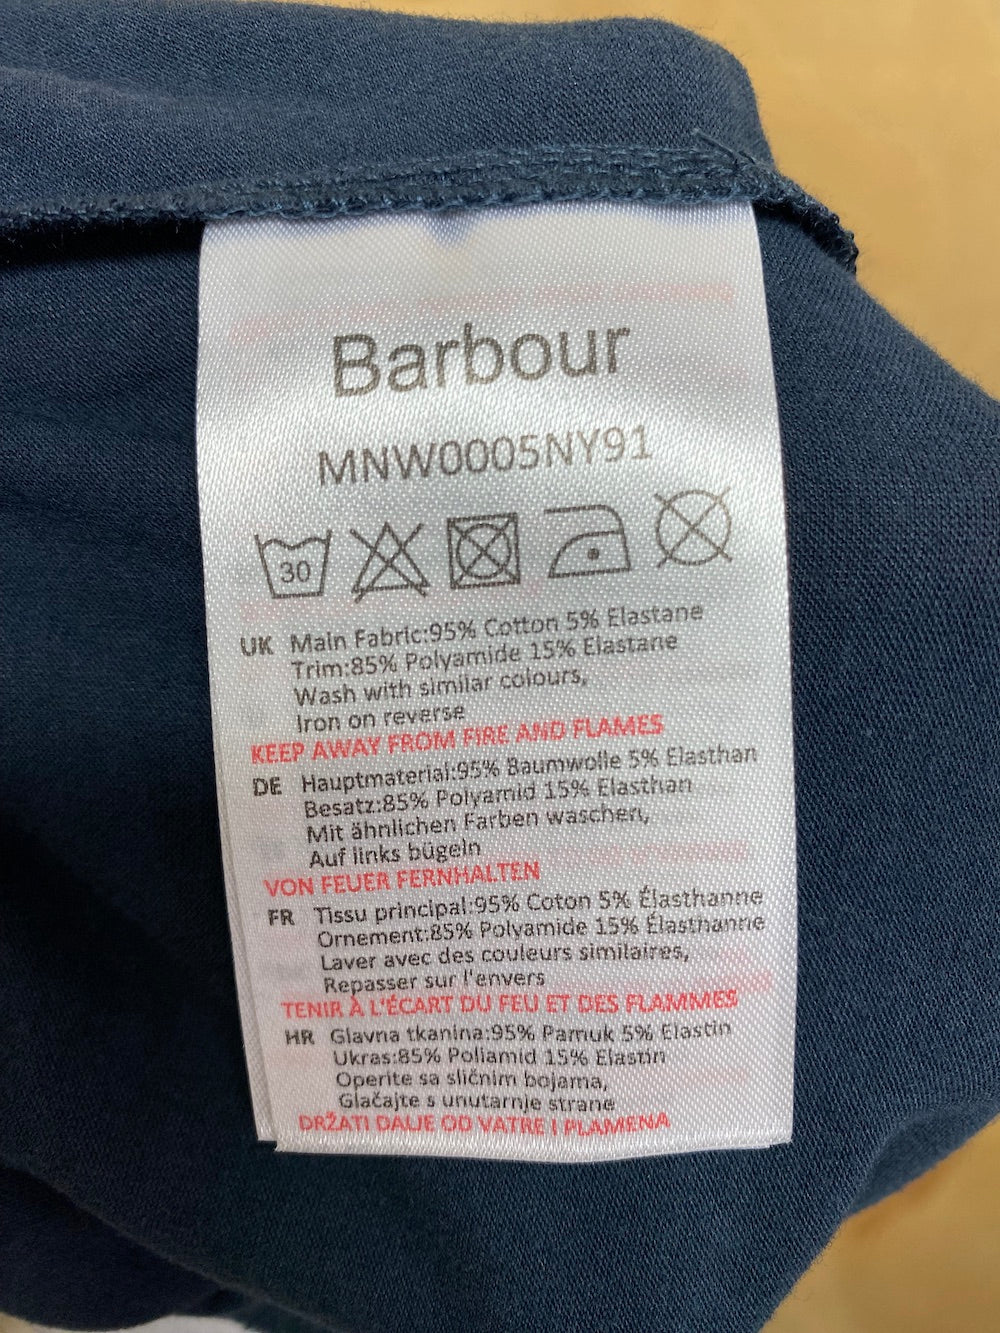 Barbour
MNW0005NY91
30
UK Main Fabric:95% Cotton 5% Elastane
Trim:85% Polyamide 15% Elastane
Wash with similar colours,
Iron on reverse
KEEP AWAY FROM FIRE AND FLAMES
DE Hauptmaterial:95% Baumwolle 5% Elasthan
Besatz:85% Polyamid 15% Elasthan
Mit ähnlichen Farben waschen,
Auf links bügeln
VON FEUER FERNHALTEN
FR Tissu principal:95% Coton 5% Élasthanne
Ornement:85% Polyamide 15% Élasthanne
Laver avec des couleurs similaires,
Repasser sur l'envers
TENIR À L'ÉCART DU FEU ET DES FLAMMES
HR Glavna tkanina:95% Pamuk 5% Elastin
Ukras:85% Poliamid 15% Elastin
Operite sa sličnim bojama,
Glačajte s unutarnje strane
DRŽATI DALJE OD VATRE I PLAMENA